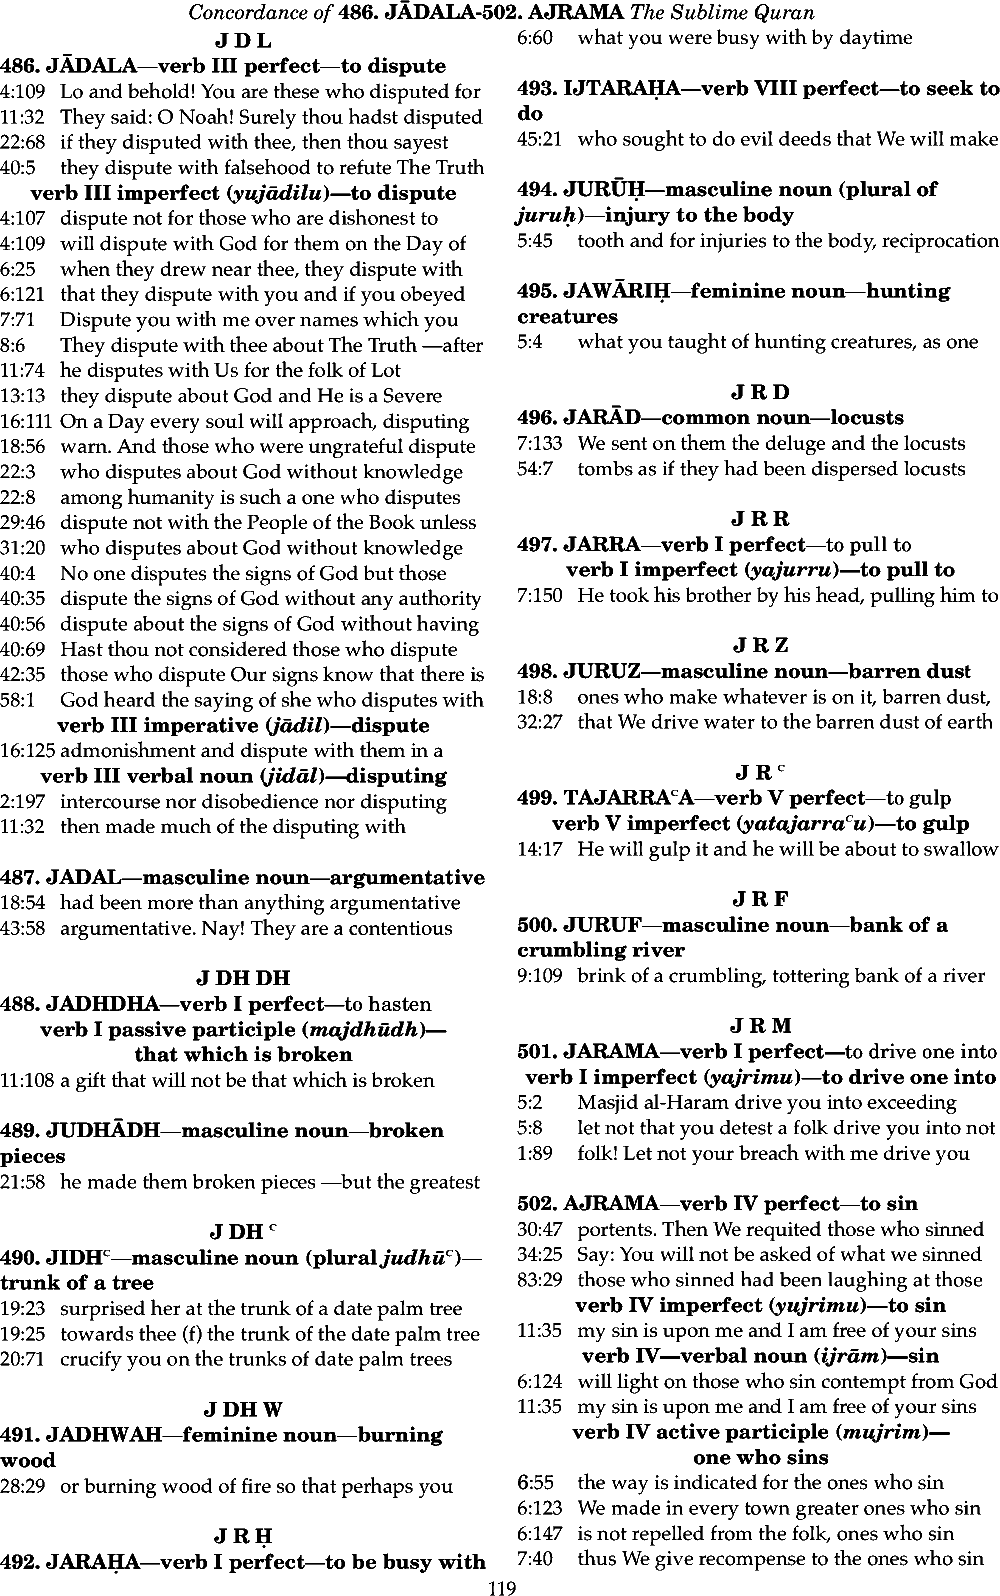 Concordance of 486. JĀDALA-502. AJRAMA The Sublime Quran
J D L
486. JĀDALA—verb III perfect—to dispute
4:109 Lo and behold! You are these who disputed for
11:32 They said: O Noah! Surely thou hadst disputed
22:68 if they disputed with thee, then thou sayest
40:5 they dispute with falsehood to refute The Truth
verb III imperfect (yujādilu)—to dispute
4:107 dispute not for those who are dishonest to
4:109 will dispute with God for them on the Day of
6:25 when they drew near thee, they dispute with
6:121 that they dispute with you and if you obeyed
7:71 Dispute you with me over names which you
8:6 They dispute with thee about The Truth —after
11:74 he disputes with Us for the folk of Lot
13:13 they dispute about God and He is a Severe
16:111 On a Day every soul will approach, disputing
18:56 warn. And those who were ungrateful dispute
22:3 who disputes about God without knowledge
22:8 among humanity is such a one who disputes
29:46 dispute not with the People of the Book unless
31:20 who disputes about God without knowledge
40:4 No one disputes the signs of God but those
40:35 dispute the signs of God without any authority
40:56 dispute about the signs of God without having
40:69 Hast thou not considered those who dispute
42:35 those who dispute Our signs know that there is
58:1 God heard the saying of she who disputes with
verb III imperative (jādil)—dispute
16:125 admonishment and dispute with them in a
verb III verbal noun (jidāl)—disputing
2:197 intercourse nor disobedience nor disputing
11:32 then made much of the disputing with
487. JADAL—masculine noun—argumentative
18:54 had been more than anything argumentative
43:58 argumentative. Nay! They are a contentious
J DH DH
488. JADHDHA—verb I perfect—to hasten
verb I passive participle (majdhūdh)—
that which is broken
11:108 a gift that will not be that which is broken
489. JUDHĀDH—masculine noun—broken
pieces
21:58 he made them broken pieces —but the greatest
J DH ᶜ
490. JIDHᶜ—masculine noun (plural judhūᶜ)—
trunk of a tree
19:23 surprised her at the trunk of a date palm tree
19:25 towards thee (f) the trunk of the date palm tree
20:71 crucify you on the trunks of date palm trees
J DH W
491. JADHWAH—feminine noun—burning
wood
28:29 or burning wood of fire so that perhaps you
J R Ḥ
492. JARAḤA—verb I perfect—to be busy with
6:60 what you were busy with by daytime
493. IJTARAḤA—verb VIII perfect—to seek to
do
45:21 who sought to do evil deeds that We will make
494. JURŪḤ—masculine noun (plural of
juruḥ)—injury to the body
5:45 tooth and for injuries to the body, reciprocation
495. JAWĀRIḤ—feminine noun—hunting
creatures
5:4 what you taught of hunting creatures, as one
J R D
496. JARĀD—common noun—locusts
7:133 We sent on them the deluge and the locusts
54:7 tombs as if they had been dispersed locusts
J R R
497. JARRA—verb I perfect—to pull to
verb I imperfect (yajurru)—to pull to
7:150 He took his brother by his head, pulling him to
J R Z
498. JURUZ—masculine noun—barren dust
18:8 ones who make whatever is on it, barren dust,
32:27 that We drive water to the barren dust of earth
J R ᶜ
499. TAJARRAᶜA—verb V perfect—to gulp
verb V imperfect (yatajarraᶜu)—to gulp
14:17 He will gulp it and he will be about to swallow
J R F
500. JURUF—masculine noun—bank of a
crumbling river
9:109 brink of a crumbling, tottering bank of a river
J R M
501. JARAMA—verb I perfect—to drive one into
verb I imperfect (yajrimu)—to drive one into
5:2 Masjid al-Haram drive you into exceeding
5:8 let not that you detest a folk drive you into not
1:89 folk! Let not your breach with me drive you
502. AJRAMA—verb IV perfect—to sin
30:47 portents. Then We requited those who sinned
34:25 Say: You will not be asked of what we sinned
83:29 those who sinned had been laughing at those
verb IV imperfect (yujrimu)—to sin
11:35 my sin is upon me and I am free of your sins
verb IV—verbal noun (ijrām)—sin
6:124 will light on those who sin contempt from God
11:35 my sin is upon me and I am free of your sins
verb IV active participle (mujrim)—
one who sins
6:55 the way is indicated for the ones who sin
6:123 We made in every town greater ones who sin
6:147 is not repelled from the folk, ones who sin
7:40 thus We give recompense to the ones who sin
119